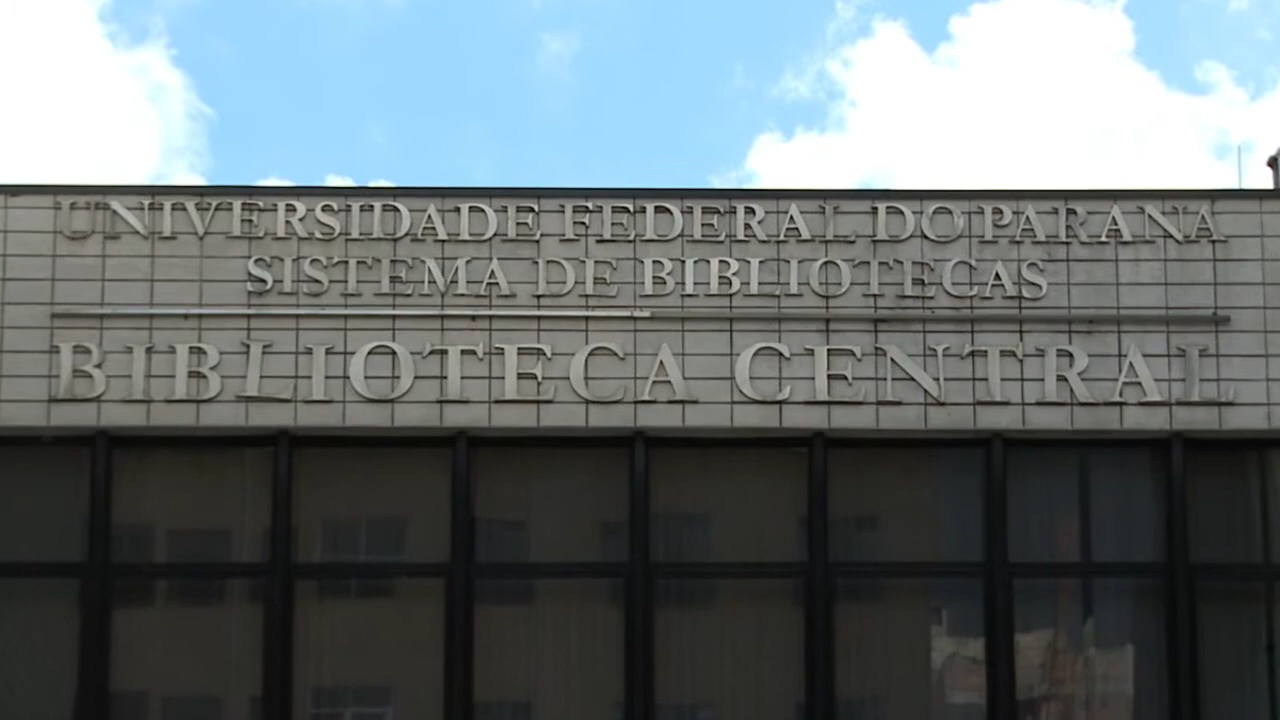 UNIVERSIDADE FEDERAL DO PARANA
SISTEMA DE BIBLIOTECAS
BIBLIOTECA CENTRAL